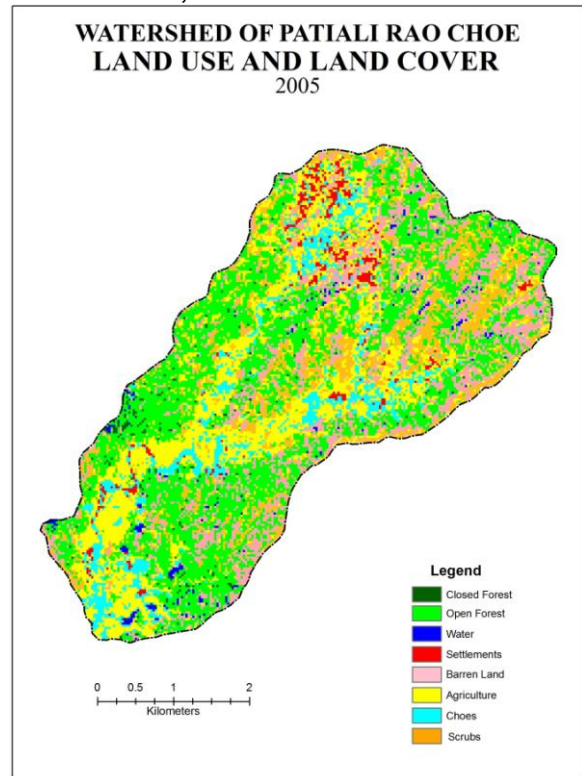 WATERSHED OF PATIALI RAO CHOE
LAND USE AND LAND COVER
2005
Legend
Closed Forest
Open Forest
Water
Settlements
Barren Land
Agriculture
Choes
Scrubs
0 0.5 1 2
Kilometers